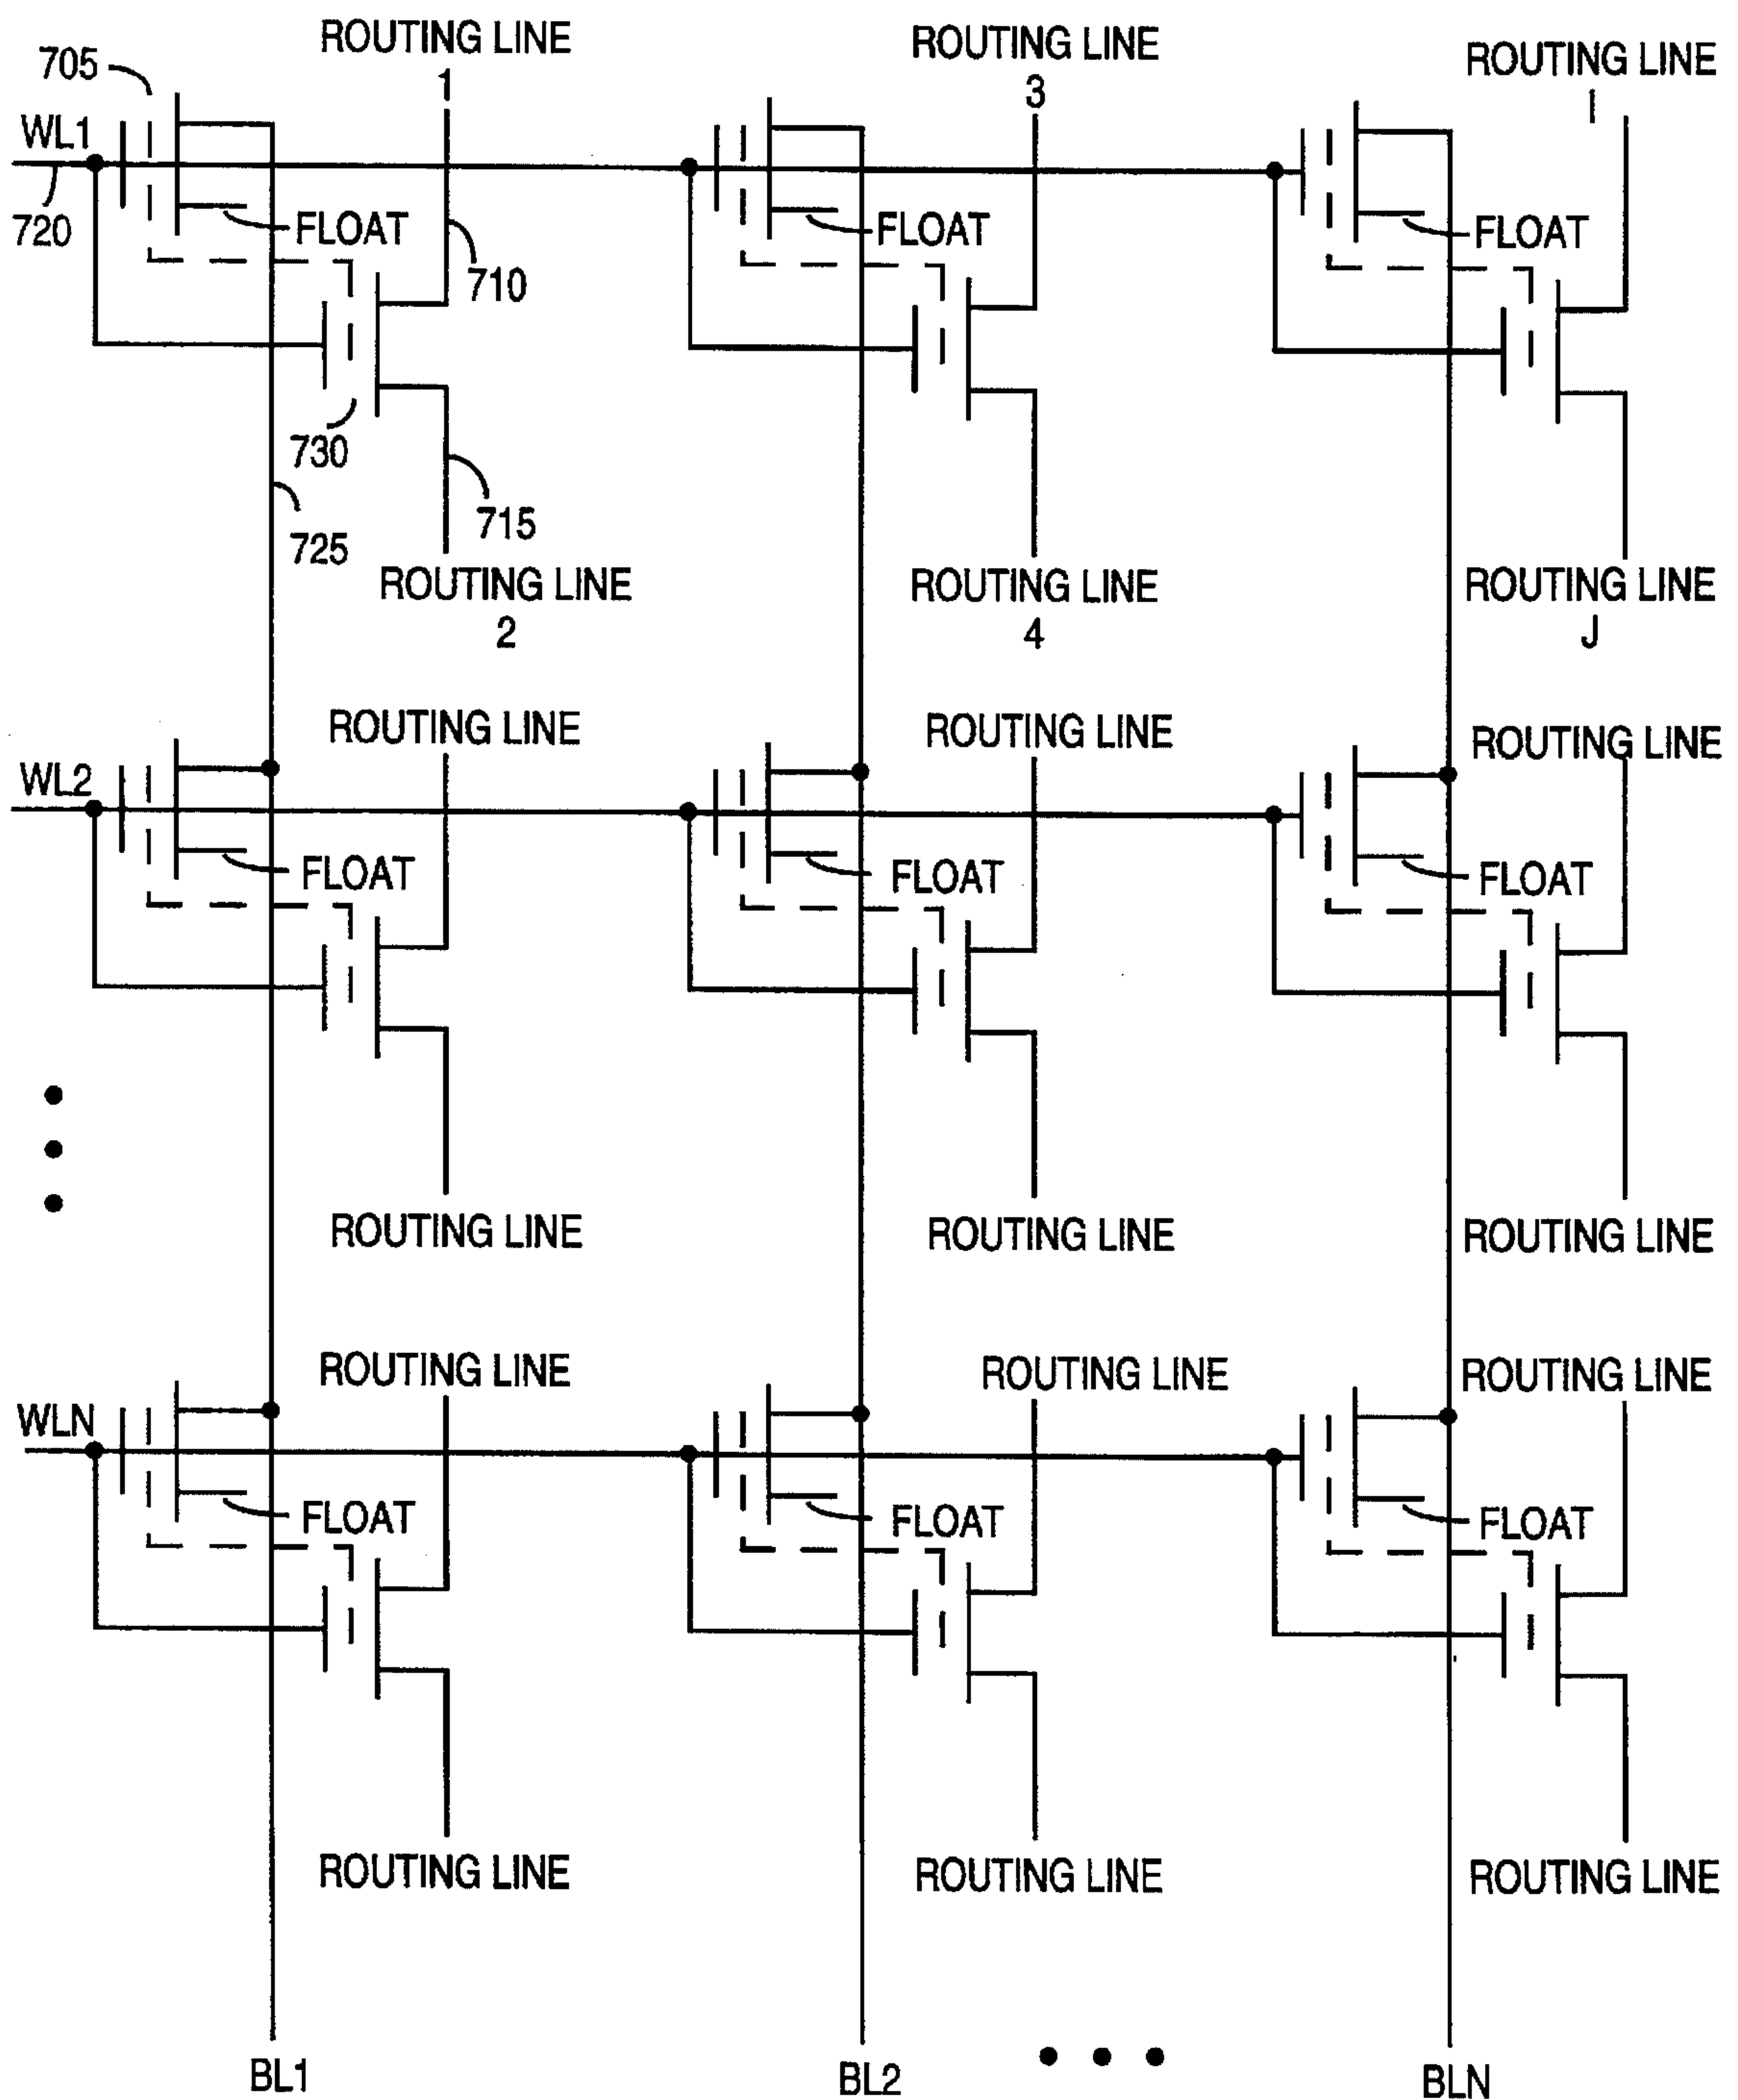 ROUTING LINE
1
ROUTING LINE
3
ROUTING LINE
I
705
WL1
720
FLOAT
FLOAT
FLOAT
710
730
715
725
ROUTING LINE
2
ROUTING LINE
4
ROUTING LINE
J
ROUTING LINE
ROUTING LINE
ROUTING LINE
WL2
FLOAT
FLOAT
FLOAT
ROUTING LINE
ROUTING LINE
ROUTING LINE
ROUTING LINE
ROUTING LINE
ROUTING LINE
WLN
FLOAT
FLOAT
FLOAT
ROUTING LINE
ROUTING LINE
ROUTING LINE
BL1
BL2
BLN